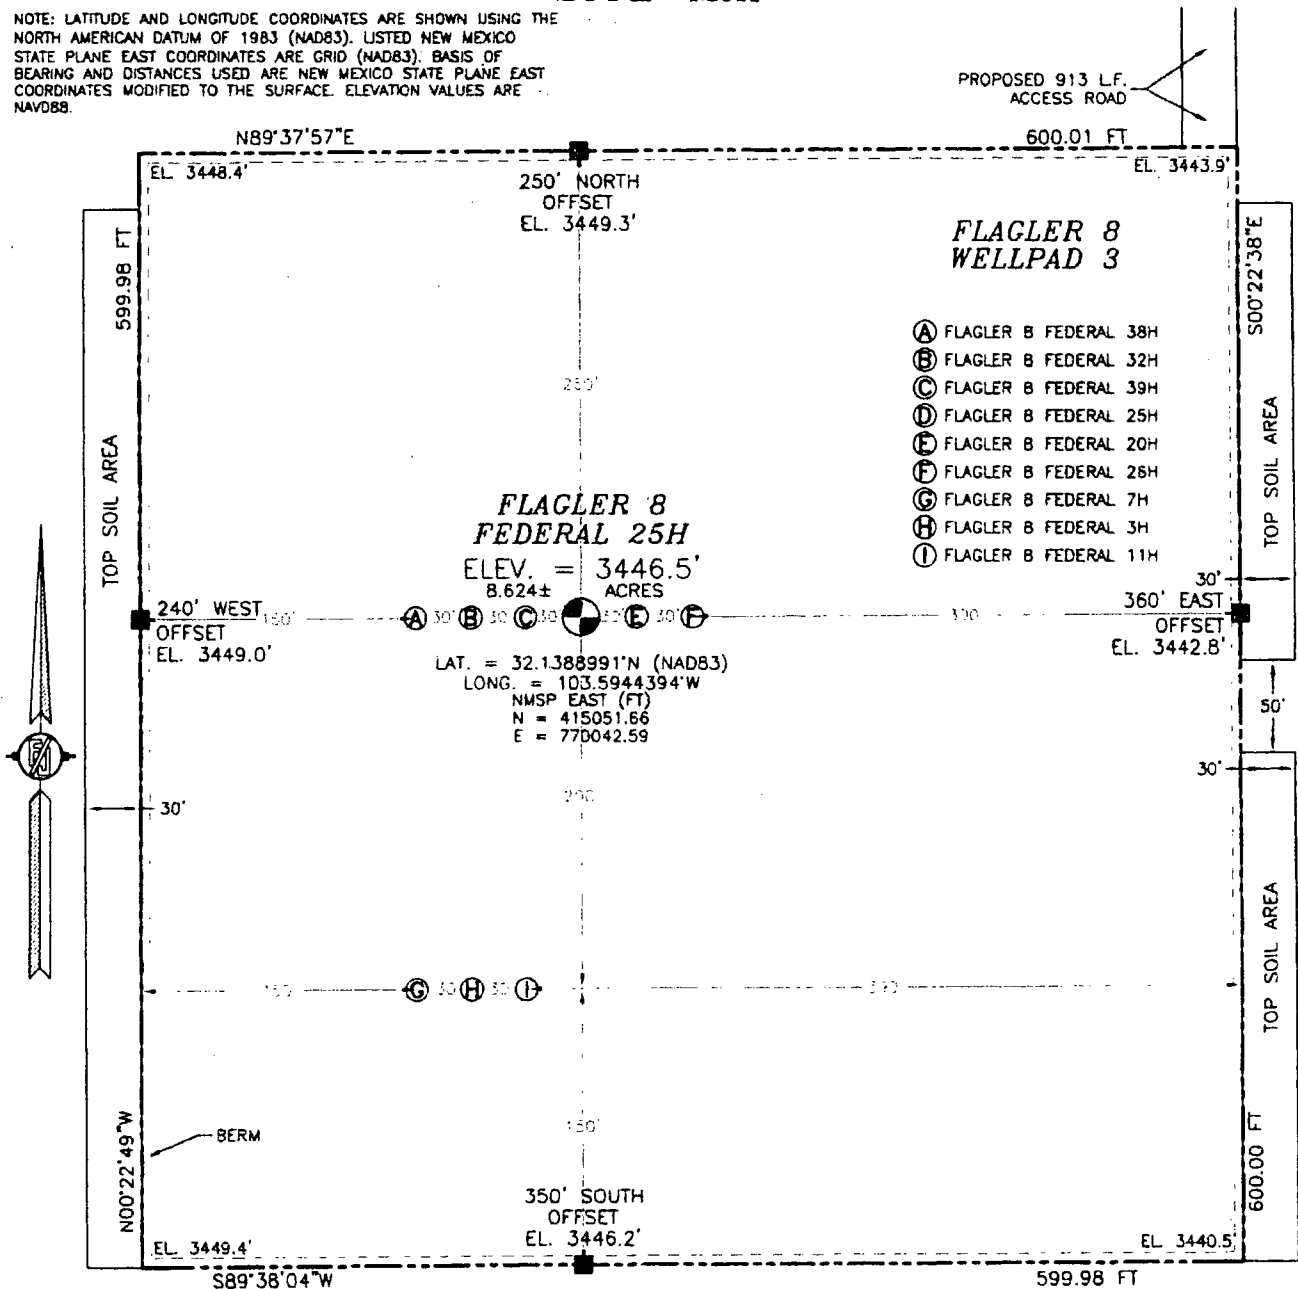 NOTE: LATITUDE AND LONGITUDE COORDINATES ARE SHOWN USING THE
NORTH AMERICAN DATUM OF 1983 (NAD83). LISTED NEW MEXICO
STATE PLANE EAST COORDINATES ARE GRID (NAD83). BASIS OF
BEARING AND DISTANCES USED ARE NEW MEXICO STATE PLANE EAST
COORDINATES MODIFIED TO THE SURFACE. ELEVATION VALUES ARE
NAVD88.
PROPOSED 913 L.F.
ACCESS ROAD
N89°37'57"E
600.01 FT
EL. 3448.4'
EL. 3443.9'
250' NORTH
OFFSET
EL. 3449.3'
FLAGLER 8
WELLPAD 3
599.98 FT
S00°22'38"E
TOP SOIL AREA
TOP SOIL AREA
A FLAGLER 8 FEDERAL 38H
B FLAGLER 8 FEDERAL 32H
C FLAGLER 8 FEDERAL 39H
D FLAGLER 8 FEDERAL 25H
E FLAGLER 8 FEDERAL 20H
F FLAGLER 8 FEDERAL 26H
G FLAGLER 8 FEDERAL 7H
H FLAGLER 8 FEDERAL 3H
I FLAGLER 8 FEDERAL 11H
250'
FLAGLER 8
FEDERAL 25H
ELEV. = 3446.5'
8.624± ACRES
30'
240' WEST
OFFSET
EL. 3449.0'
150' A 30' B 30 C 30' 30' E 30' F 300
360' EAST
OFFSET
EL. 3442.8'
LAT. = 32.1388991°N (NAD83)
LONG. = 103.5944394°W
NMSP EAST (FT)
N = 415051.66
E = 770042.59
50'
30'
30'
200
TOP SOIL AREA
150 G 30 H 30 I 390
150'
BERM
N00°22'49"W
600.00 FT
350' SOUTH
OFFSET
EL. 3446.2'
EL. 3449.4'
EL. 3440.5'
S89°38'04"W
599.98 FT